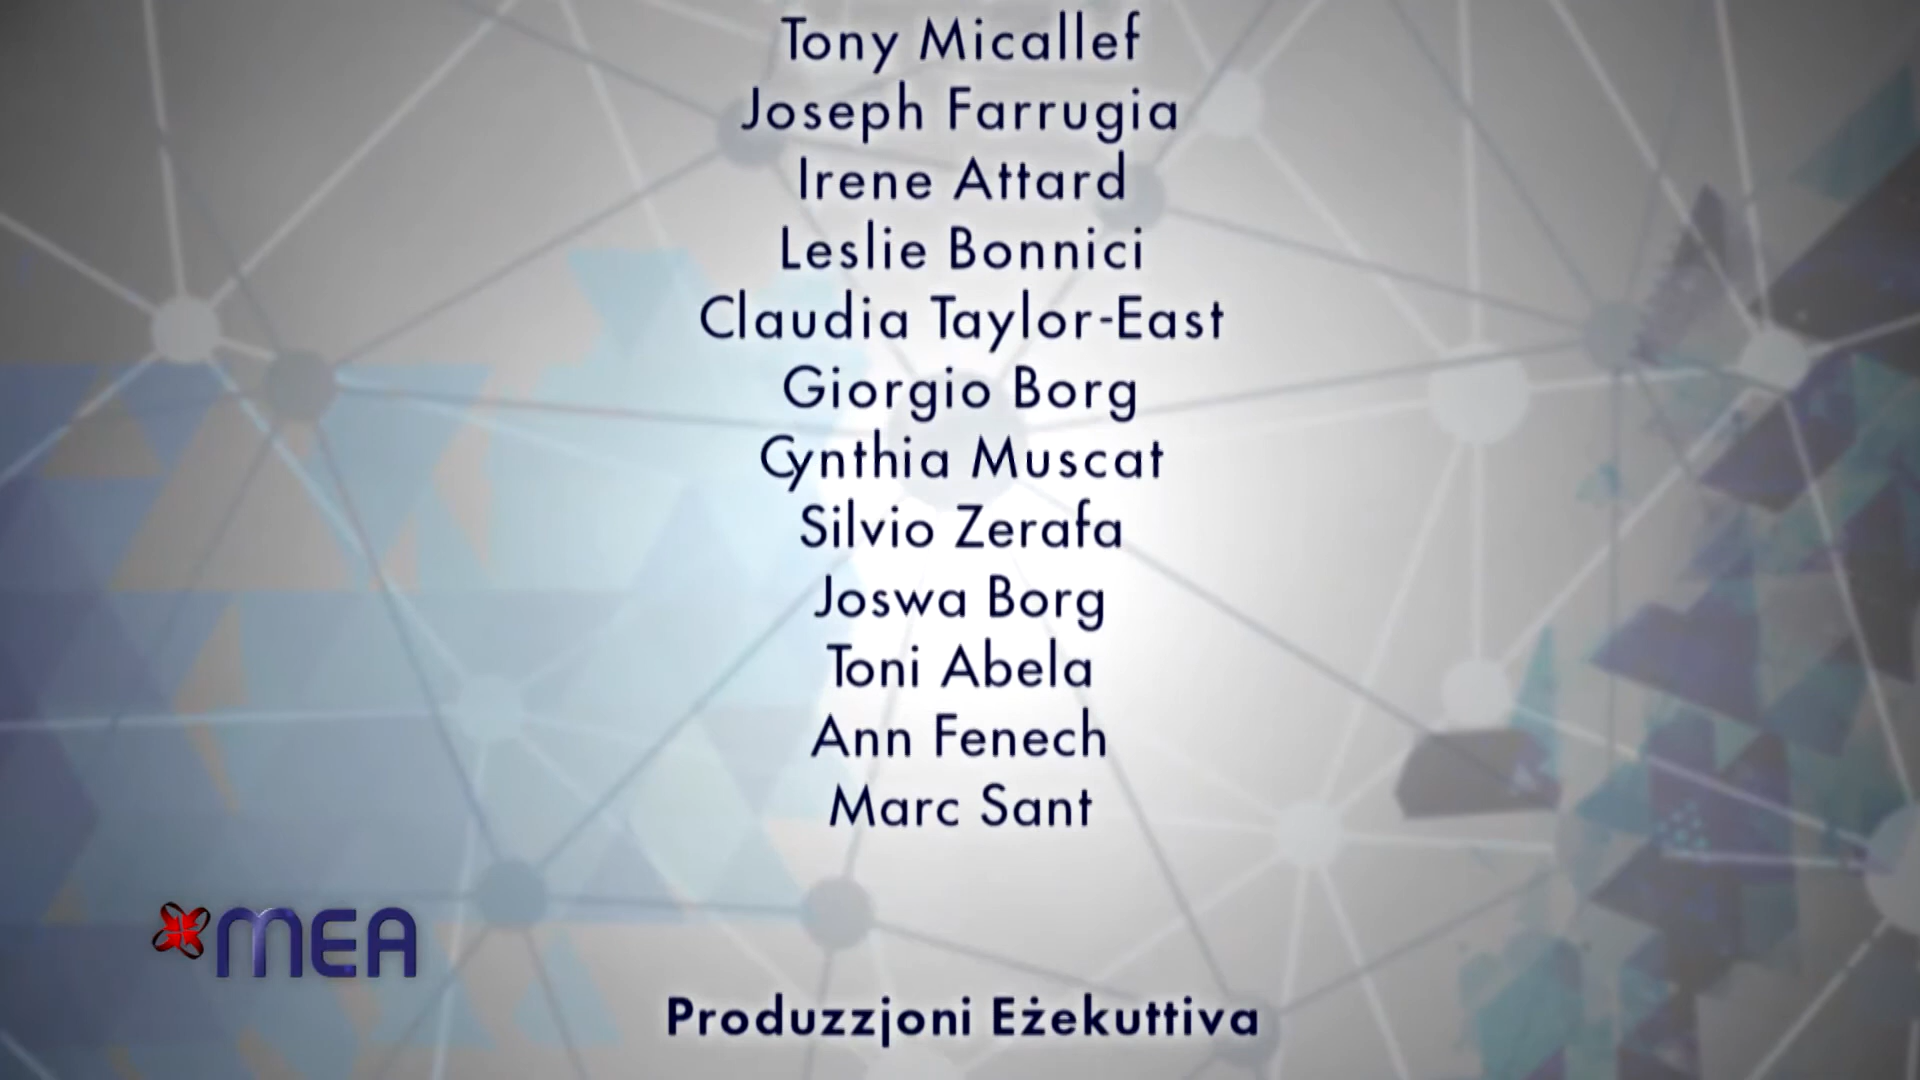 Tony Micallef
Joseph Farrugia
Irene Attard
Leslie Bonnici
Claudia Taylor-East
Giorgio Borg
Cynthia Muscat
Silvio Zerafa
Joswa Borg
Toni Abela
Ann Fenech
Marc Sant
MEA
Produzzjoni Eżekuttiva